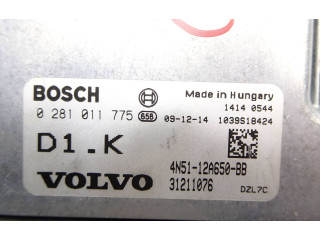 BOSCH Made in Hungary
1414 0544
0 281 011 775 658 09-12-14 1039S18424
D1.K
4N51-12A650-BB
VOLVO 31211076 DZL7C